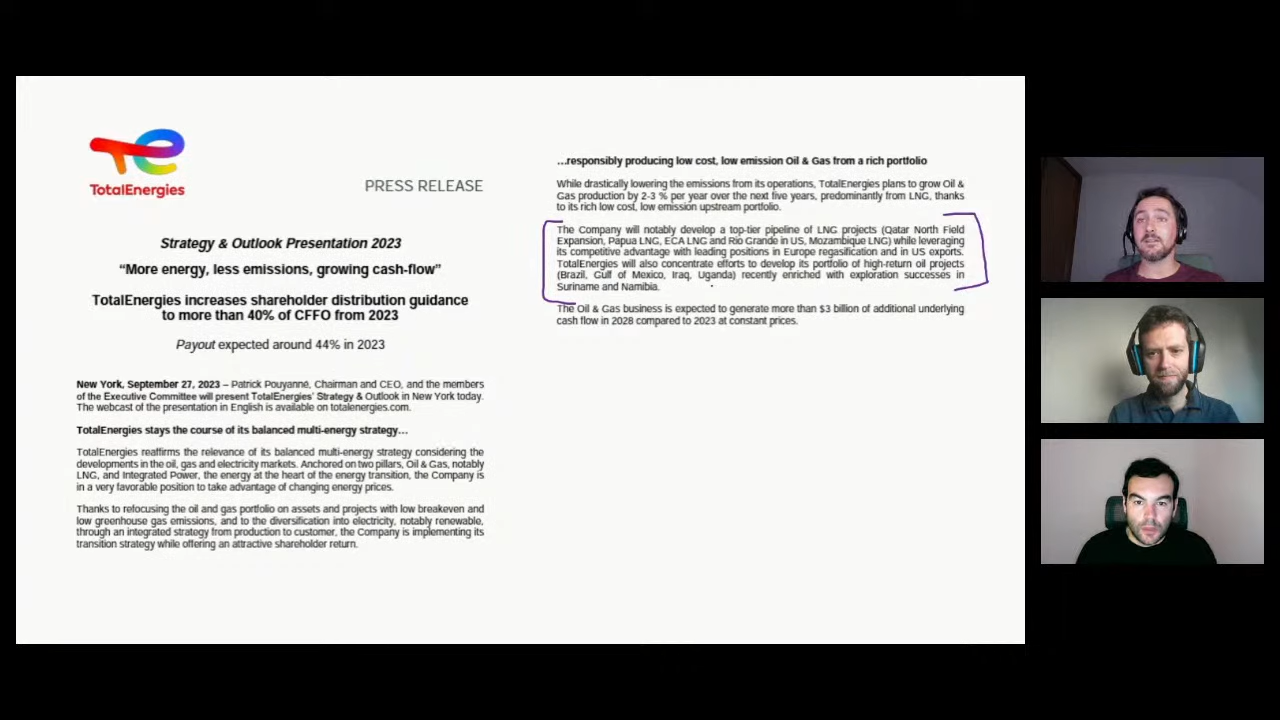 TotalEnergies
PRESS RELEASE
Strategy & Outlook Presentation 2023
“More energy, less emissions, growing cash-flow”
TotalEnergies increases shareholder distribution guidance
to more than 40% of CFFO from 2023
Payout expected around 44% in 2023
New York, September 27, 2023 – Patrick Pouyanné, Chairman and CEO, and the members
of the Executive Committee will present TotalEnergies' Strategy & Outlook in New York today.
The webcast of the presentation in English is available on totalenergies.com.
TotalEnergies stays the course of its balanced multi-energy strategy…
TotalEnergies reaffirms the relevance of its balanced multi-energy strategy considering the
developments in the oil, gas and electricity markets. Anchored on two pillars, Oil & Gas, notably
LNG, and Integrated Power, the energy at the heart of the energy transition, the Company is
in a very favorable position to take advantage of changing energy prices.
Thanks to refocusing the oil and gas portfolio on assets and projects with low breakeven and
low greenhouse gas emissions, and to the diversification into electricity, notably renewable,
through an integrated strategy from production to customer, the Company is implementing its
transition strategy while offering an attractive shareholder return.
…responsibly producing low cost, low emission Oil & Gas from a rich portfolio
While drastically lowering the emissions from its operations, TotalEnergies plans to grow Oil &
Gas production by 2-3 % per year over the next five years, predominantly from LNG, thanks
to its rich low cost, low emission upstream portfolio.
The Company will notably develop a top-tier pipeline of LNG projects (Qatar North Field
Expansion, Papua LNG, ECA LNG and Rio Grande in US, Mozambique LNG) while leveraging
its competitive advantage with leading positions in Europe regasification and in US exports.
TotalEnergies will also concentrate efforts to develop its portfolio of high-return oil projects
(Brazil, Gulf of Mexico, Iraq, Uganda) recently enriched with exploration successes in
Suriname and Namibia.
The Oil & Gas business is expected to generate more than $3 billion of additional underlying
cash flow in 2028 compared to 2023 at constant prices.